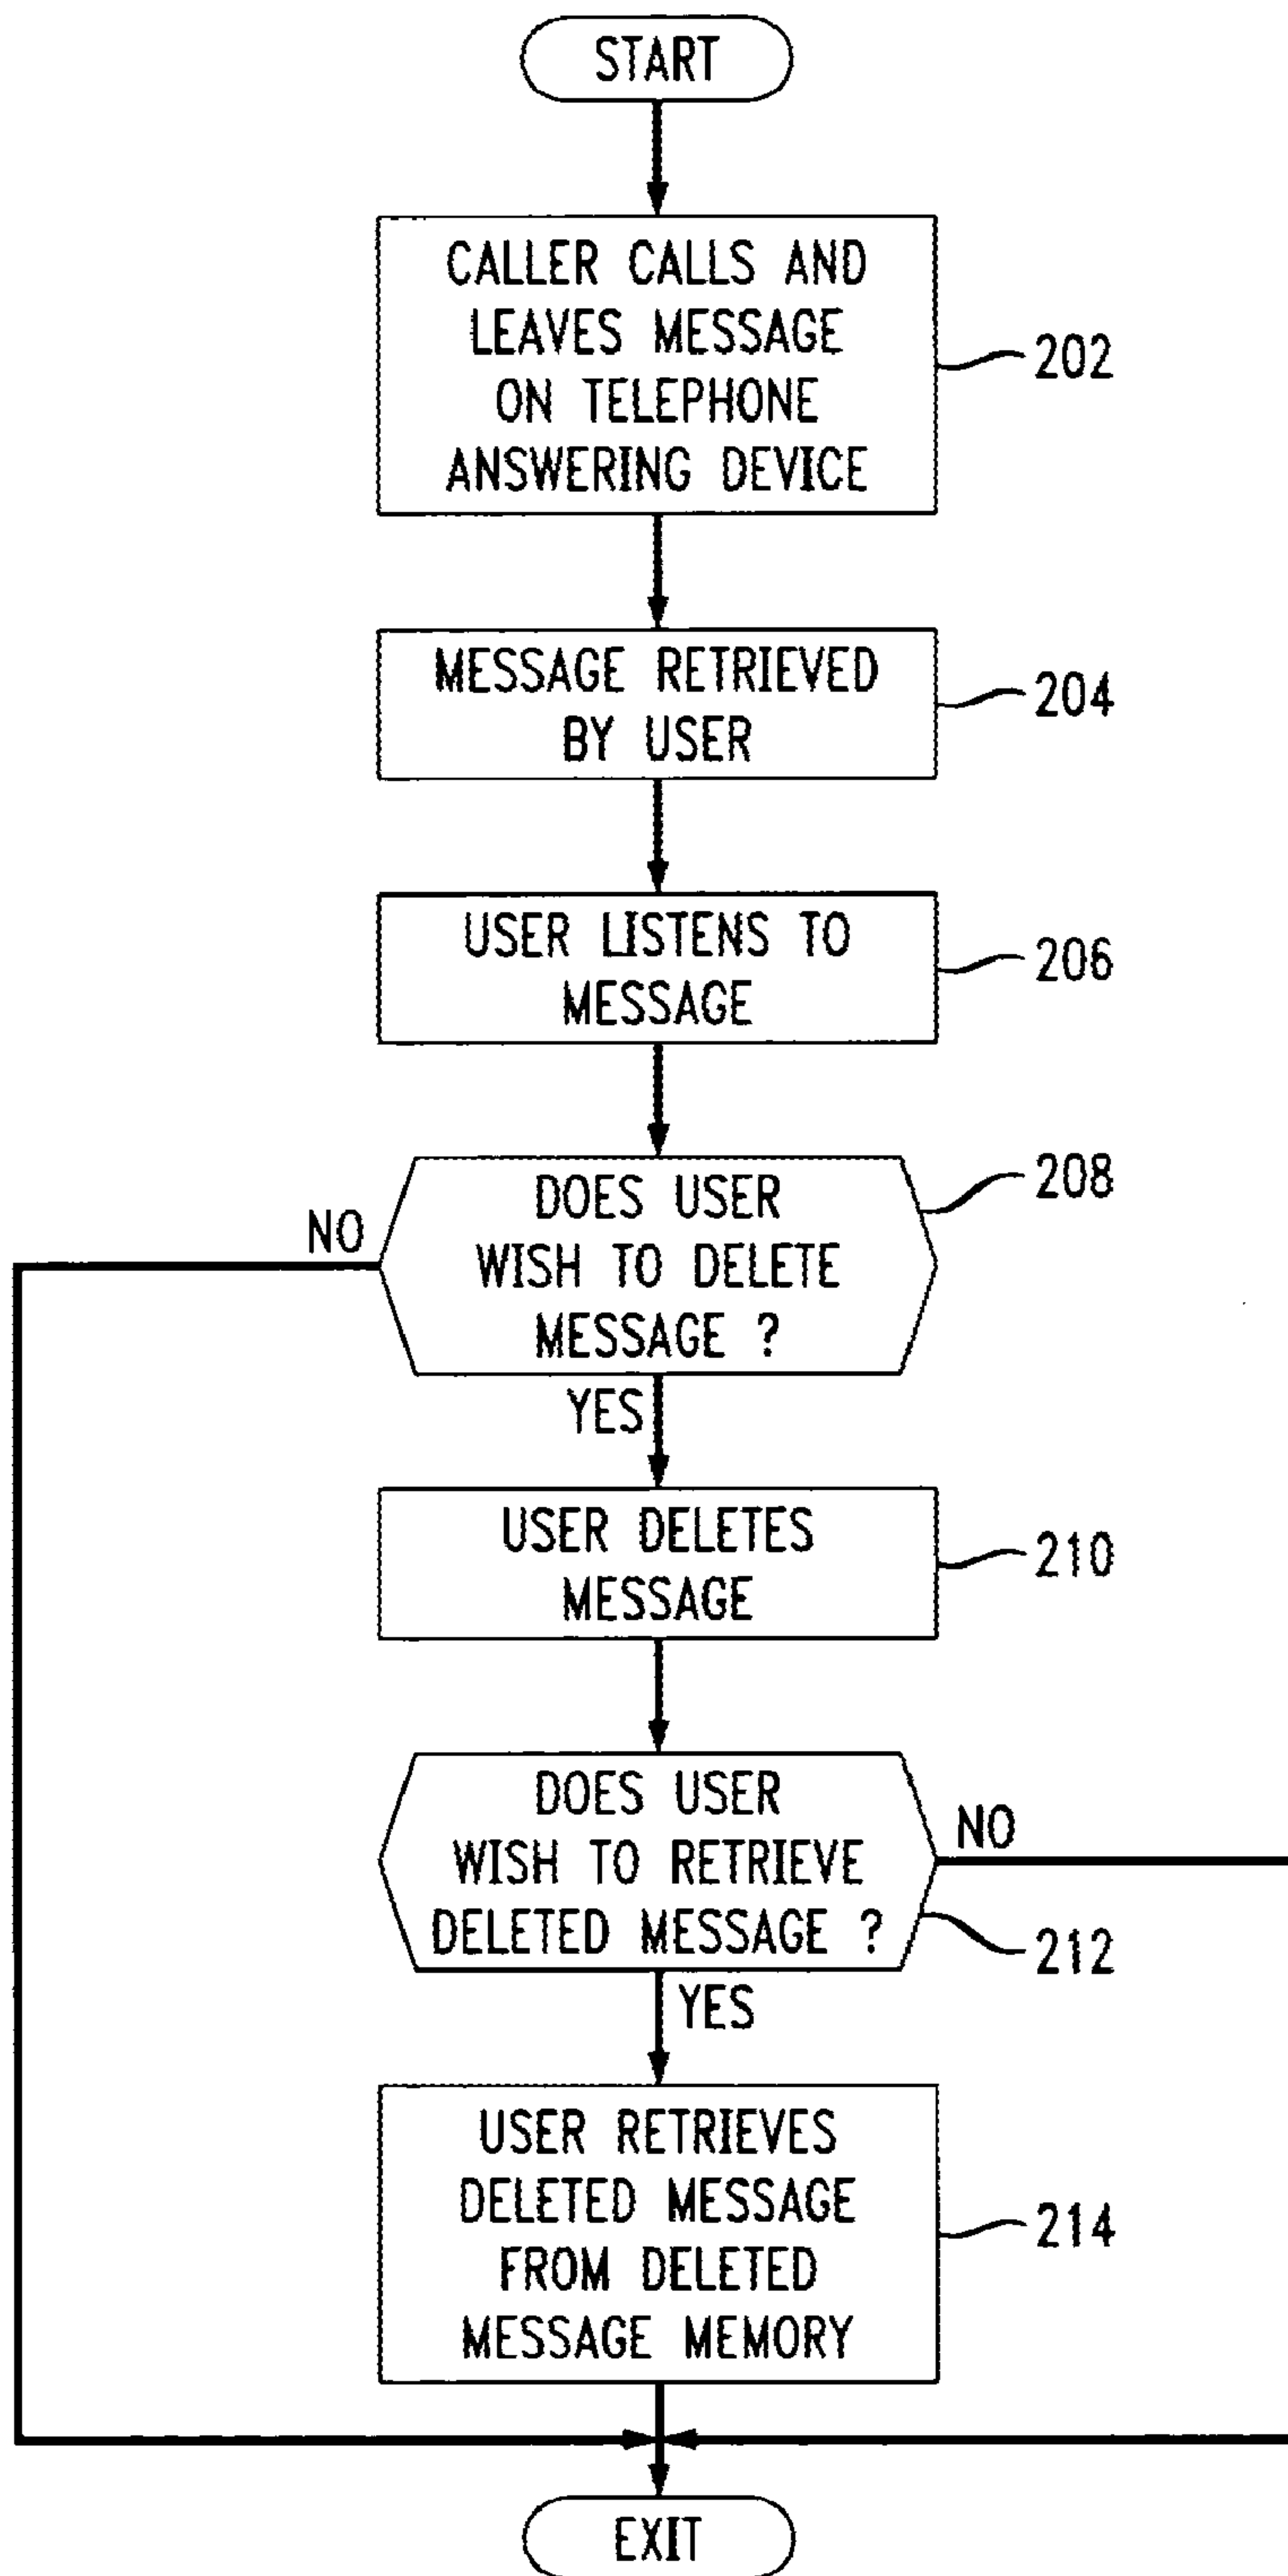 START
CALLER CALLS AND
LEAVES MESSAGE
ON TELEPHONE
ANSWERING DEVICE
202
MESSAGE RETRIEVED
BY USER
204
USER LISTENS TO
MESSAGE
206
DOES USER
WISH TO DELETE
MESSAGE ?
208
NO
YES
USER DELETES
MESSAGE
210
DOES USER
WISH TO RETRIEVE
DELETED MESSAGE ?
NO
212
YES
USER RETRIEVES
DELETED MESSAGE
FROM DELETED
MESSAGE MEMORY
214
EXIT